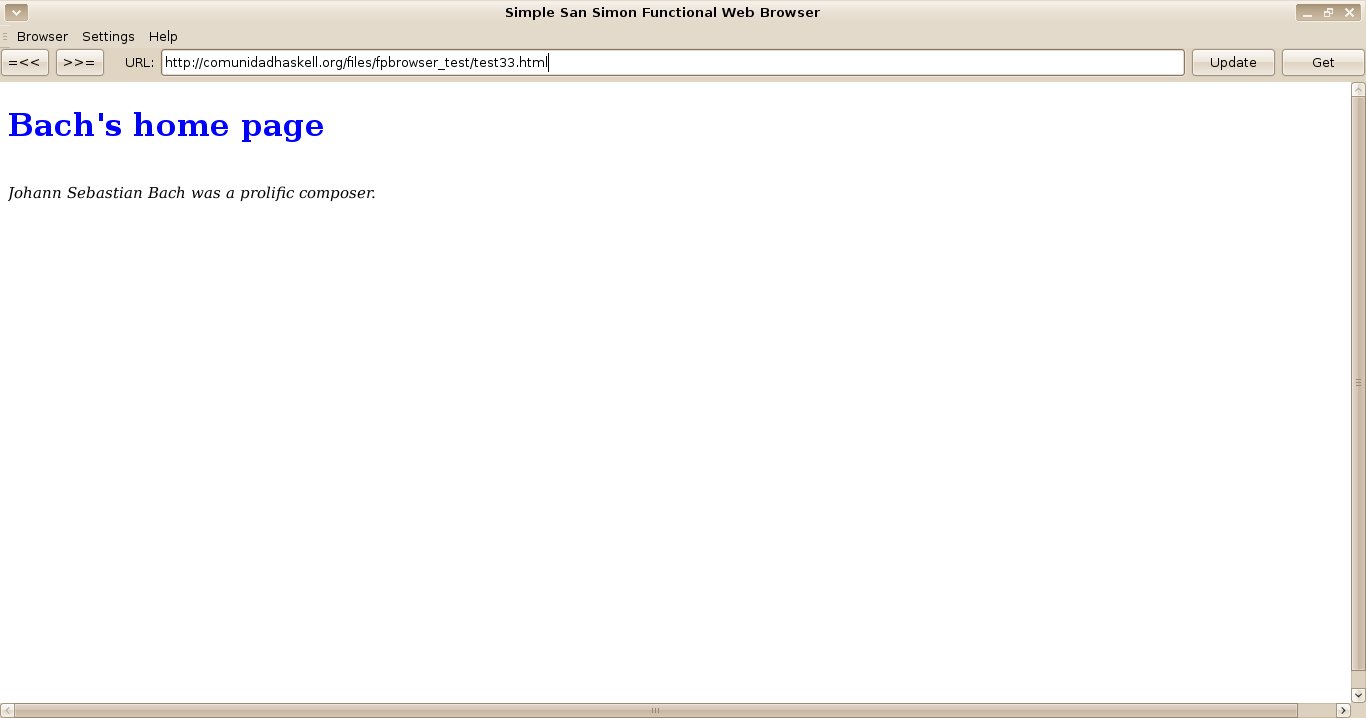 Simple San Simon Functional Web Browser
Browser Settings Help
=<< >>= URL: http://comunidadhaskell.org/files/fpbrowser_test/test33.html Update Get
Bach's home page
Johann Sebastian Bach was a prolific composer.